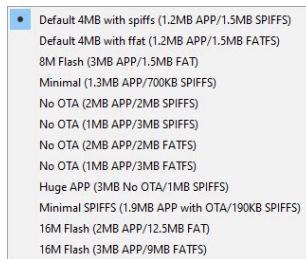 Default 4MB with spiffs (1.2MB APP/1.5MB SPIFFS)
Default 4MB with ffat (1.2MB APP/1.5MB FATFS)
8M Flash (3MB APP/1.5MB FAT)
Minimal (1.3MB APP/700KB SPIFFS)
No OTA (2MB APP/2MB SPIFFS)
No OTA (1MB APP/3MB SPIFFS)
No OTA (2MB APP/2MB FATFS)
No OTA (1MB APP/3MB FATFS)
Huge APP (3MB No OTA/1MB SPIFFS)
Minimal SPIFFS (1.9MB APP with OTA/190KB SPIFFS)
16M Flash (2MB APP/12.5MB FAT)
16M Flash (3MB APP/9MB FATFS)